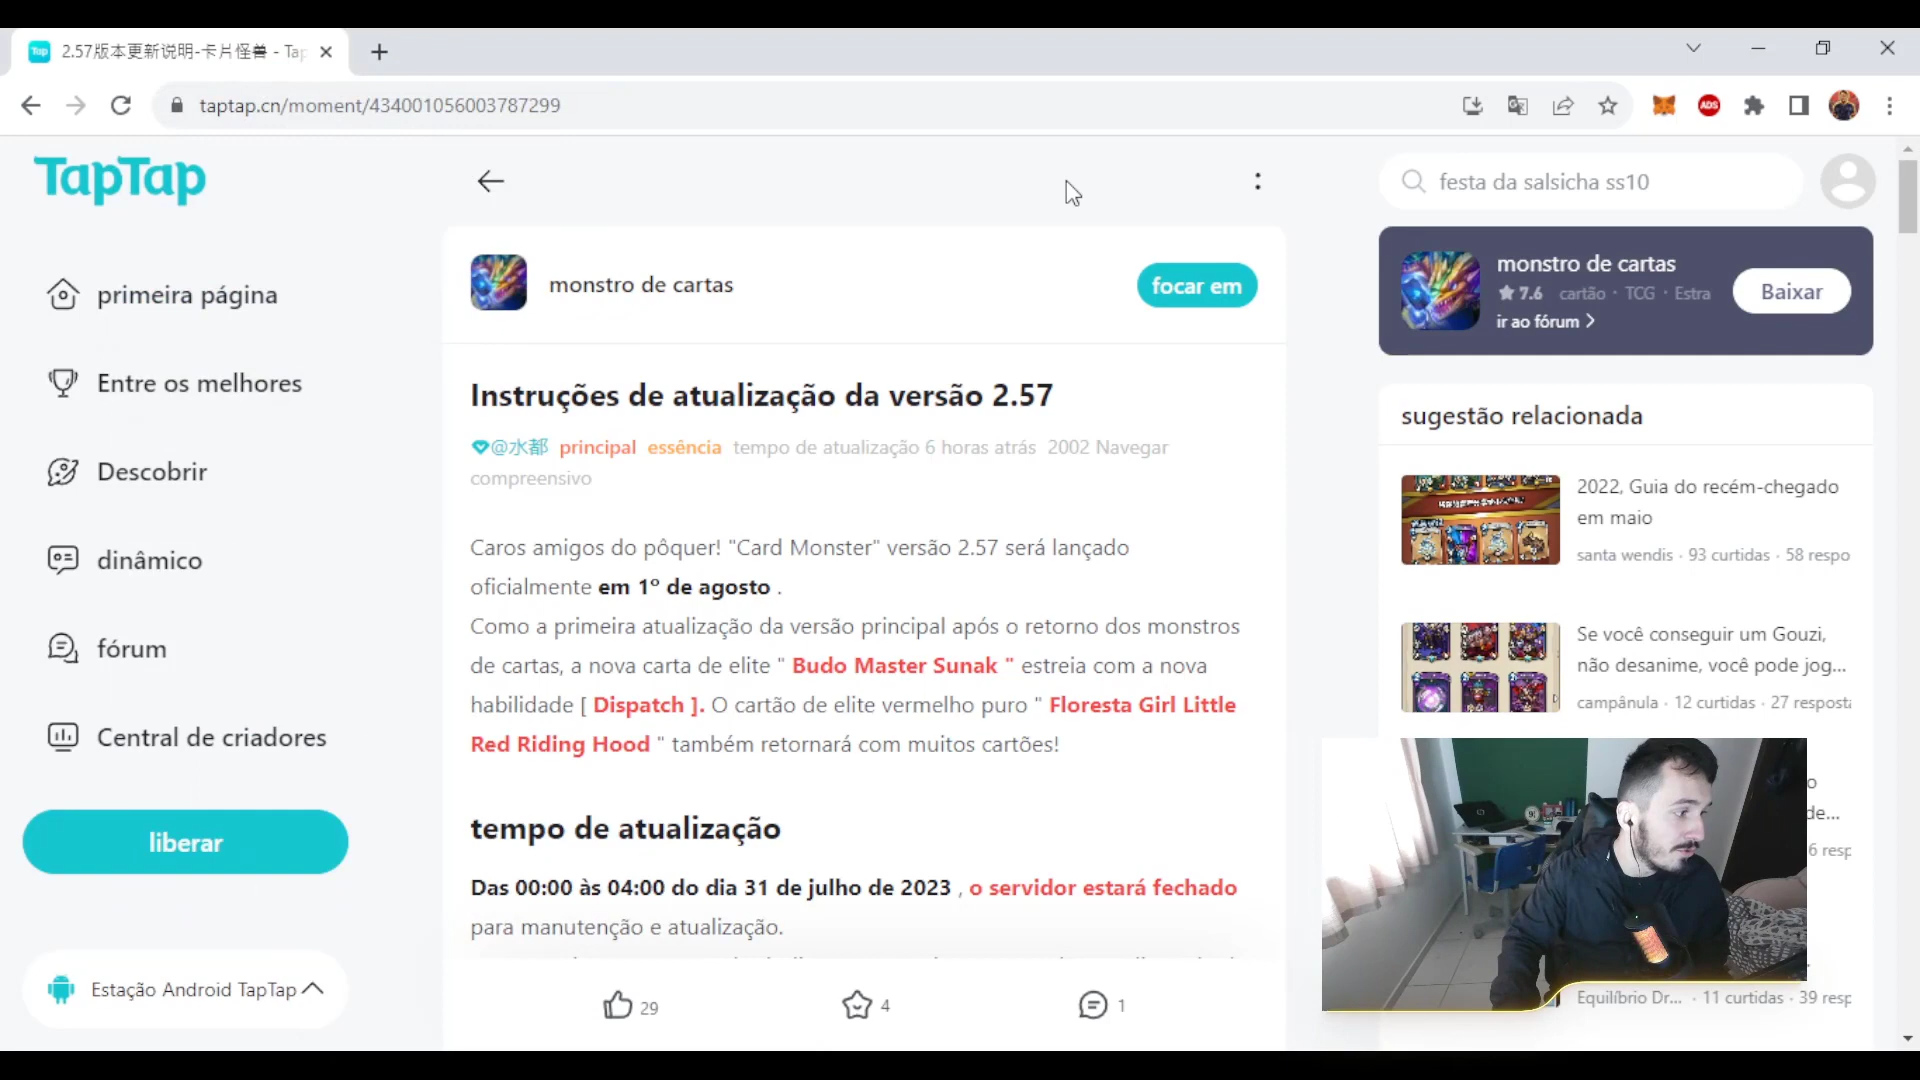 2.57版本更新说明-卡片怪兽 - Tap
taptap.cn/moment/434001056003787299
ADS
TapTap
festa da salsicha ss10
primeira página
Entre os melhores
Descobrir
dinâmico
fórum
Central de criadores
liberar
Estação Android TapTap
monstro de cartas
focar em
Instruções de atualização da versão 2.57
@水都 principal essência tempo de atualização 6 horas atrás 2002 Navegar
compreensivo
Caros amigos do pôquer! "Card Monster" versão 2.57 será lançado
oficialmente em 1º de agosto .
Como a primeira atualização da versão principal após o retorno dos monstros
de cartas, a nova carta de elite " Budo Master Sunak " estreia com a nova
habilidade [ Dispatch ]. O cartão de elite vermelho puro " Floresta Girl Little
Red Riding Hood " também retornará com muitos cartões!
tempo de atualização
Das 00:00 às 04:00 do dia 31 de julho de 2023 , o servidor estará fechado
para manutenção e atualização.
29
4
1
monstro de cartas
7.6 cartão · TCG · Estra
ir ao fórum
Baixar
sugestão relacionada
2022, Guia do recém-chegado
em maio
santa wendis · 93 curtidas · 58 respo
Se você conseguir um Gouzi,
não desanime, você pode jog...
campânula · 12 curtidas · 27 resposta
o
de...
6 resp
Equilíbrio Dr... · 11 curtidas · 39 resp